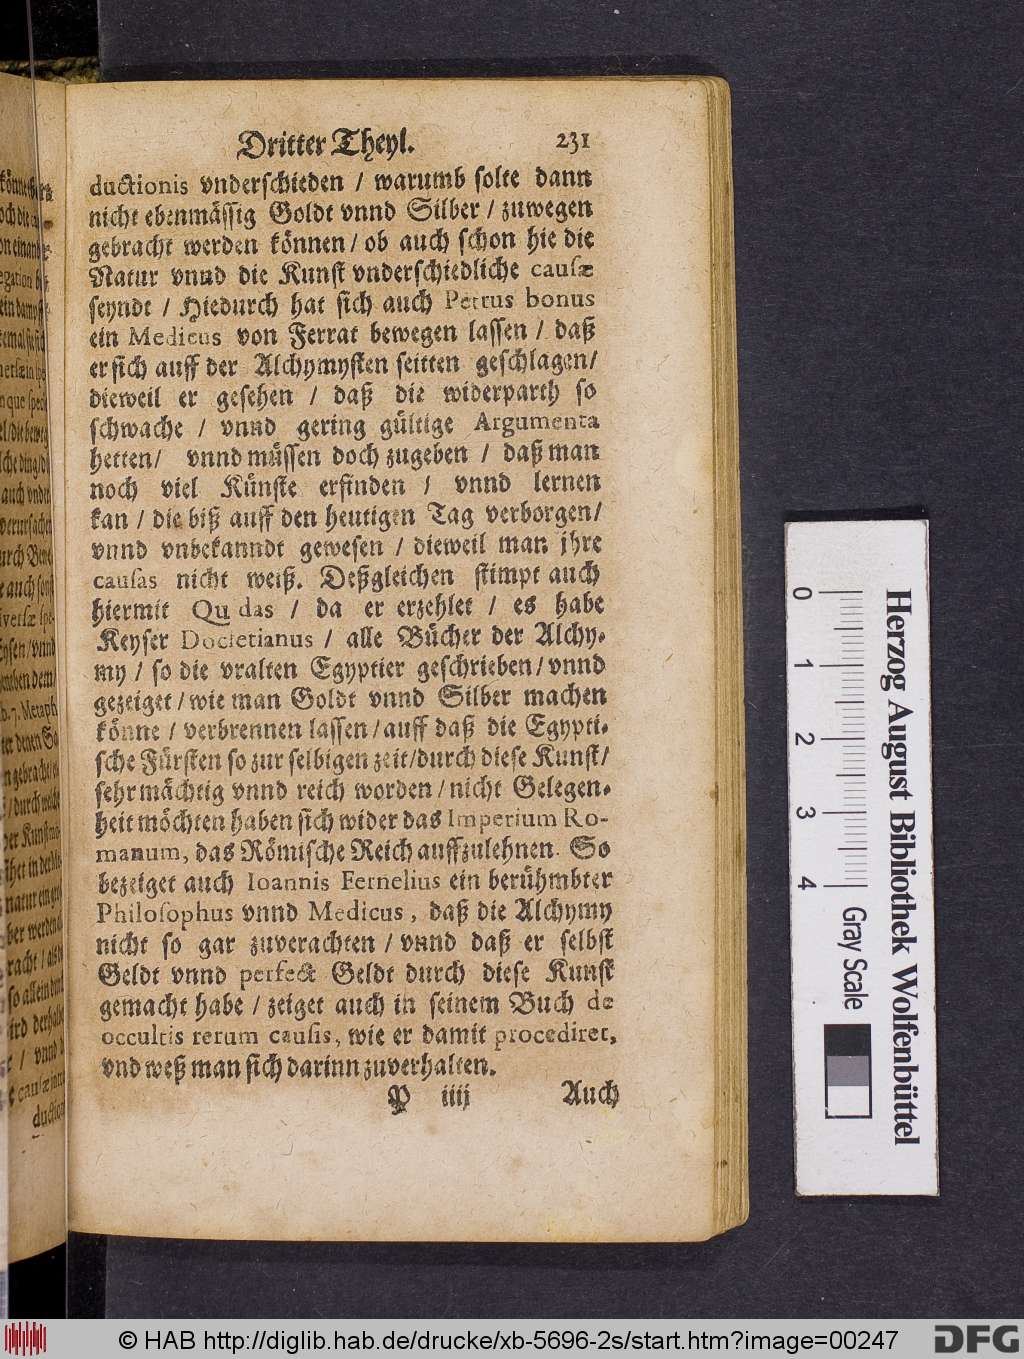 Dritter Theyl. 231
ductionis vnderschieden / warumb solte dann
nicht ebenmässig Goldt vnnd Silber / zuwegen
gebracht werden können / ob auch schon hie die
Natur vnnd die Kunst vnderschiedliche causæ
seyndt / Hiedurch hat sich auch Petrus bonus
ein Medicus von Ferrat bewegen lassen / daß
er sich auff der Alchymysten seitten geschlagen /
dieweil er gesehen / daß die widerparth so
schwache / vnnd gering gültige Argumenta
hetten / vnnd müssen doch zugeben / daß man
noch viel Künste erfinden / vnnd lernen
kan / die biß auff den heutigen Tag verborgen /
vnnd vnbekanndt gewesen / dieweil man jhre
causas nicht weiß. Deßgleichen stimpt auch
hiermit Qu das / da er erzehlet / es habe
Keyser Docletianus / alle Bücher der Alchy-
my / so die vralten Egyptier geschrieben / vnnd
gezeiget / wie man Goldt vnnd Silber machen
könne / verbrennen lassen / auff daß die Egypti-
sche Fürsten so zur selbigen zeit / durch diese Kunst /
sehr mächtig vnnd reich worden / nicht Gelegen-
heit möchten haben sich wider das Imperium Ro-
manum, das Römische Reich auffzulehnen. So
bezeiget auch Ioannis Fernelius ein berühmbter
Philosophus vnnd Medicus, daß die Alchymy
nicht so gar zuverachten / vnnd daß er selbst
Geldt vnnd perfect Geldt durch diese Kunst
gemacht habe / zeiget auch in seinem Buch de
occultis rerum causis, wie er damit procediret,
vnd weß man sich darinn zuverhalten.
P iiij Auch
0 1 2 3 4 Gray Scale
Herzog August Bibliothek Wolfenbüttel
© HAB http://diglib.hab.de/drucke/xb-5696-2s/start.htm?image=00247
DFG